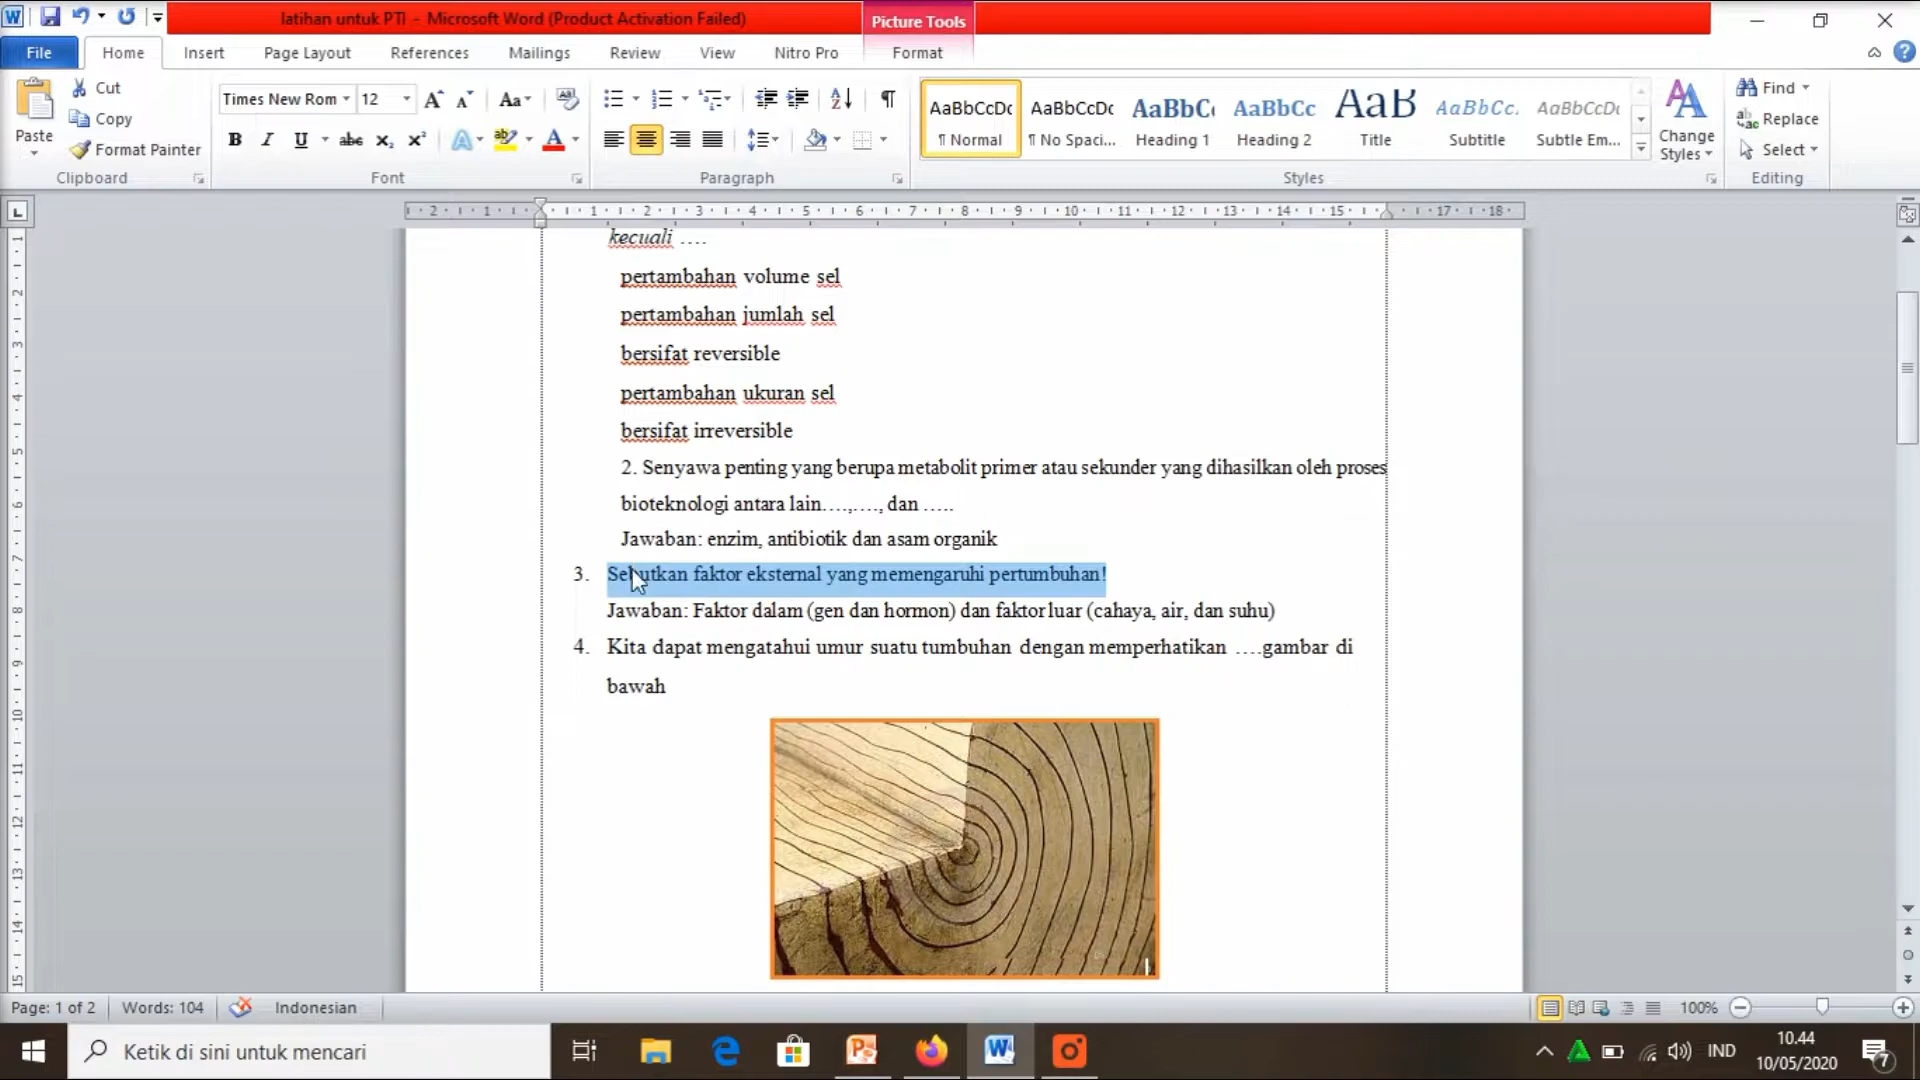 latihan untuk PTI - Microsoft Word (Product Activation Failed)
Picture Tools
File
Home
Insert
Page Layout
References
Mailings
Review
View
Nitro Pro
Format
Paste
Cut
Copy
Format Painter
Clipboard
Times New Rom
12
Font
Paragraph
AaBbCcDc
¶ Normal
AaBbCcDc
¶ No Spaci...
AaBbC
Heading 1
AaBbCc
Heading 2
AaB
Title
AaBbCc.
Subtitle
AaBbCcDc
Subtle Em...
Change
Styles
Styles
Find
Replace
Select
Editing
kecuali ….
pertambahan volume sel
pertambahan jumlah sel
bersifat reversible
pertambahan ukuran sel
bersifat irreversible
2. Senyawa penting yang berupa metabolit primer atau sekunder yang dihasilkan oleh proses
bioteknologi antara lain….,…., dan …..
Jawaban: enzim, antibiotik dan asam organik
3. Sebutkan faktor eksternal yang memengaruhi pertumbuhan!
Jawaban: Faktor dalam (gen dan hormon) dan faktor luar (cahaya, air, dan suhu)
4. Kita dapat mengatahui umur suatu tumbuhan dengan memperhatikan ….gambar di
bawah
Page: 1 of 2
Words: 104
Indonesian
100%
Ketik di sini untuk mencari
IND
10.44
10/05/2020
7